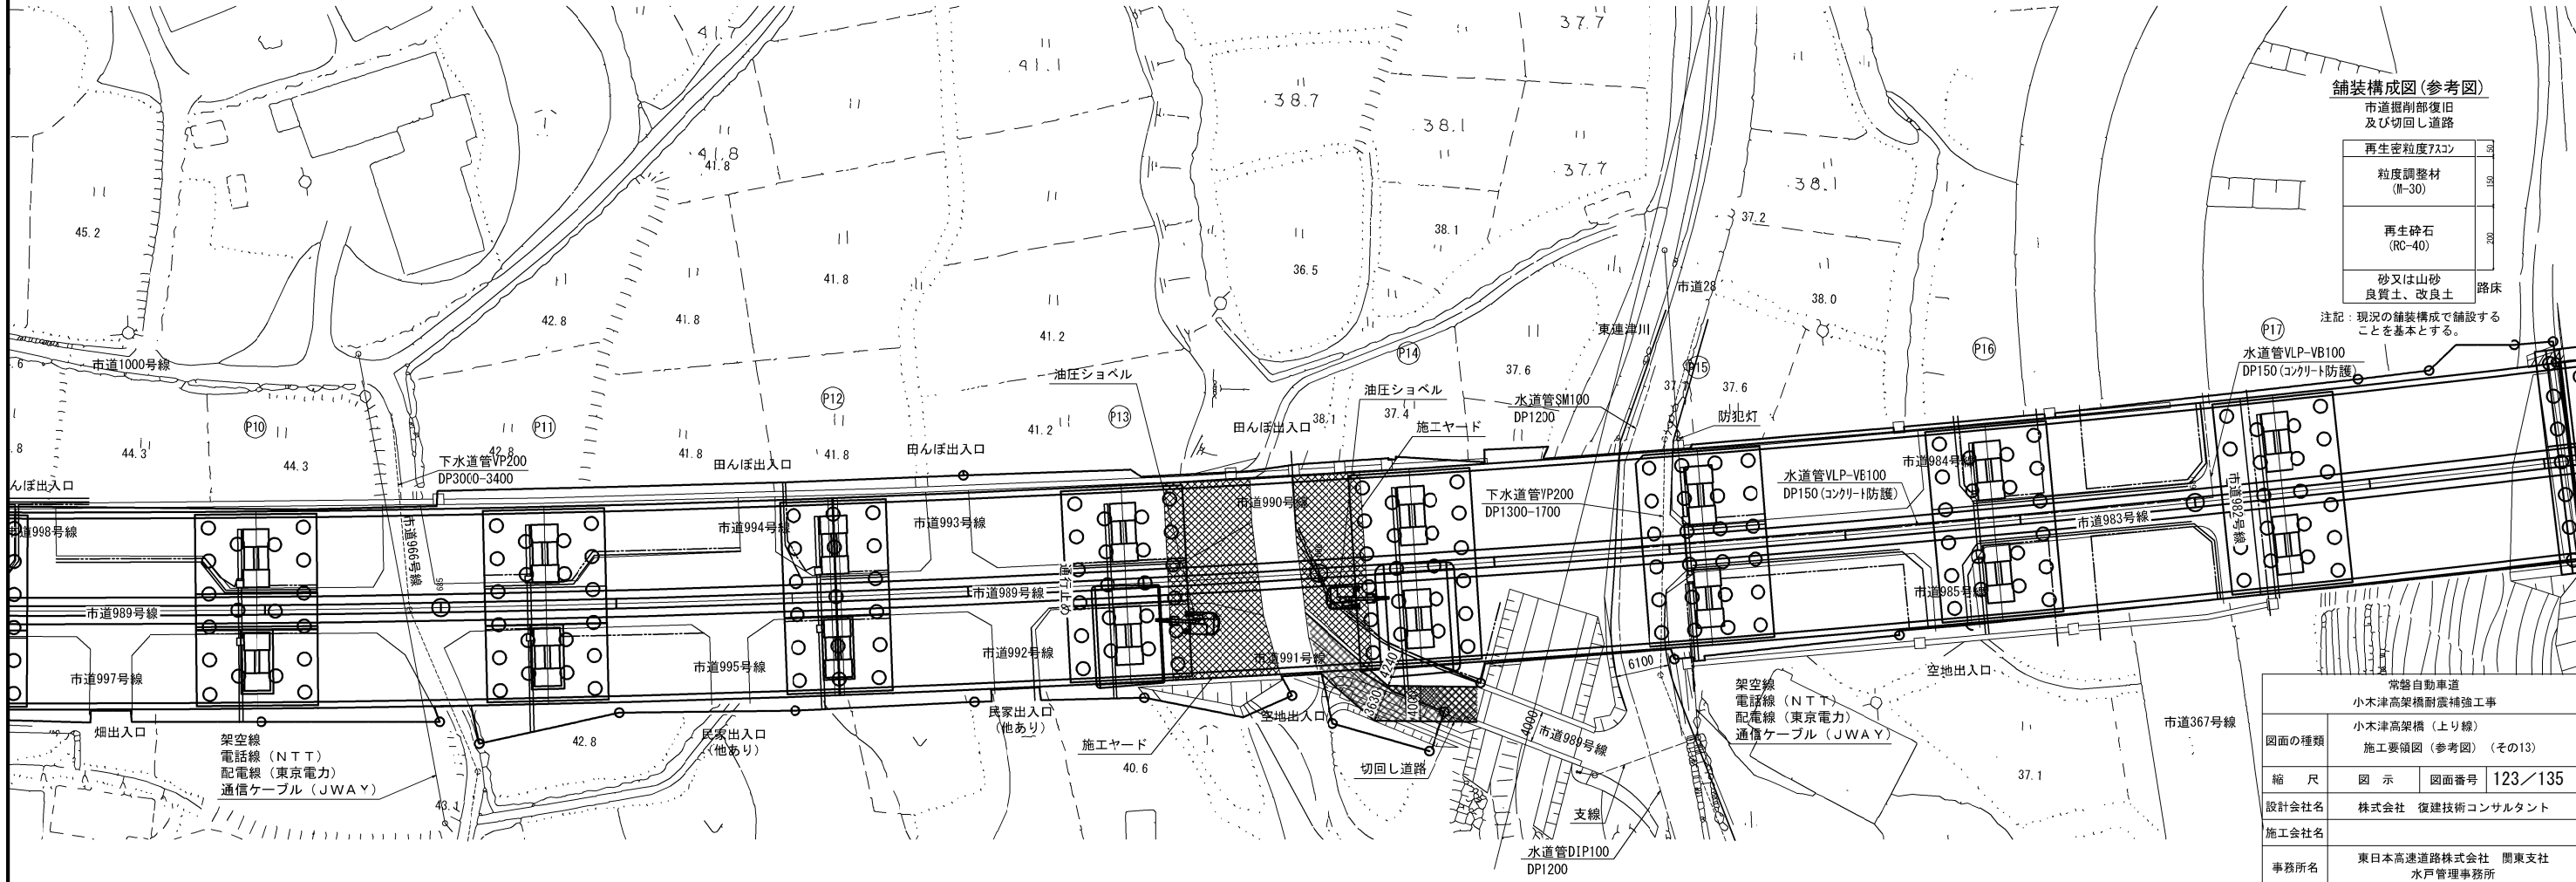 舗装構成図(参考図)
市道掘削部復旧
及び切回し道路
再生密粒度アスコン
50
粒度調整材
(M-30)
150
再生砕石
(RC-40)
200
砂又は山砂
良質土、改良土
路床
注記:現況の舗装構成で舗設する
ことを基本とする。
41.7
41.1
37.7
38.7
38.1
41.8
41.8
37.7
38.1
45.2
38.1
37.2
41.8
36.5
42.8
41.8
41.2
38.0
市道28
東連津川
市道1000号線
37.6
37.6
37.4
38.1
P10
P11
P12
P13
P14
P15
P16
P17
油圧ショベル
油圧ショベル
水道管SM100
DP1200
防犯灯
水道管VLP-VB100
DP150(コンクリート防護)
44.3
44.3
42.8
41.8
41.8
41.2
田んぼ出入口
施工ヤード
下水道管VP200
DP3000-3400
田んぼ出入口
田んぼ出入口
んぼ出入口
下水道管VP200
DP1300-1700
水道管VLP-VB100
DP150(コンクリート防護)
市道998号線
市道966号線
市道994号線
市道993号線
市道990号線
市道984号線
市道982号線
市道983号線
市道989号線
通行止め
市道989号線
市道985号線
市道997号線
市道995号線
市道992号線
市道991号線
4240
3620
4000
6100
4000
市道989号線
空地出入口
畑出入口
民家出入口
(他あり)
民家出入口
(他あり)
空地出入口
架空線
電話線(NTT)
配電線(東京電力)
通信ケーブル(JWAY)
42.8
43.1
施工ヤード
40.6
切回し道路
支線
水道管DIP100
DP1200
架空線
電話線(NTT)
配電線(東京電力)
通信ケーブル(JWAY)
37.1
市道367号線
常磐自動車道
小木津高架橋耐震補強工事
図面の種類
小木津高架橋(上り線)
施工要領図(参考図)(その13)
縮 尺
図 示
図面番号
123/135
設計会社名
株式会社 復建技術コンサルタント
施工会社名
事務所名
東日本高速道路株式会社 関東支社
水戸管理事務所